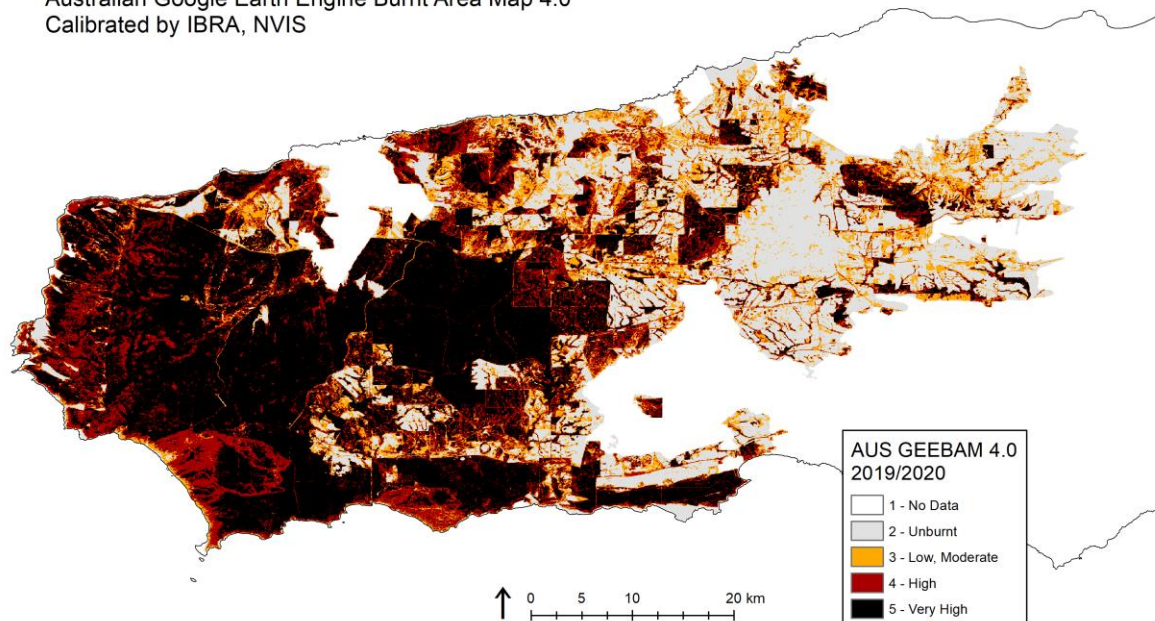 Australian Google Earth Engine Burnt Area Map 4.0
Calibrated by IBRA, NVIS
AUS GEEBAM 4.0
2019/2020
1 - No Data
2 - Unburnt
3 - Low, Moderate
4 - High
5 - Very High
0 5 10 20 km